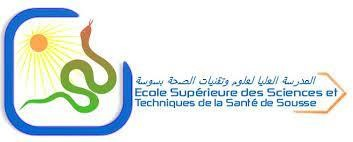 المدرسة العليا لعلوم وتقنيات الصحة بسوسة
Ecole Supérieure des Sciences et
Techniques de la Santé de Sousse